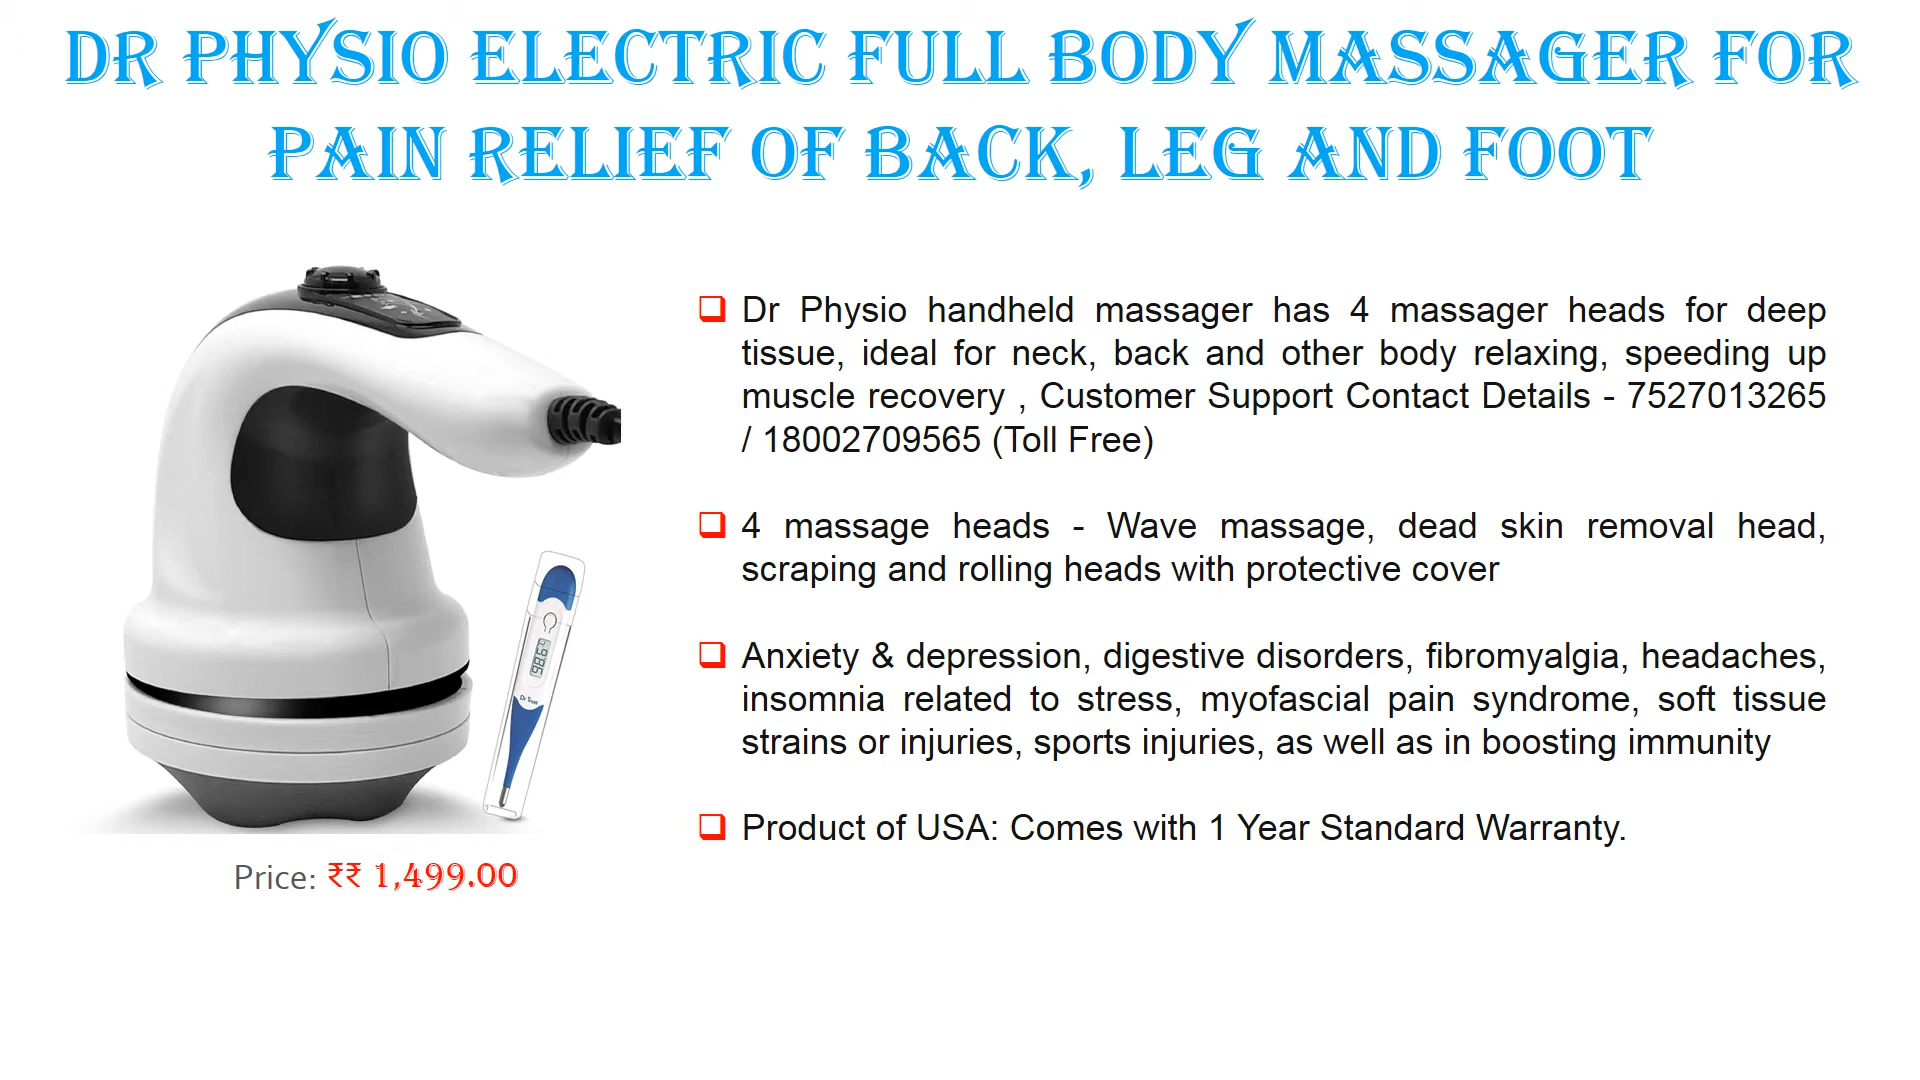 DR PHYSIO ELECTRIC FULL BODY MASSAGER FOR
PAIN RELIEF OF BACK, LEG AND FOOT
Dr Physio handheld massager has 4 massager heads for deep
tissue, ideal for neck, back and other body relaxing, speeding up
muscle recovery , Customer Support Contact Details - 7527013265
/ 18002709565 (Toll Free)
4 massage heads - Wave massage, dead skin removal head,
scraping and rolling heads with protective cover
Anxiety & depression, digestive disorders, fibromyalgia, headaches,
insomnia related to stress, myofascial pain syndrome, soft tissue
strains or injuries, sports injuries, as well as in boosting immunity
Product of USA: Comes with 1 Year Standard Warranty.
98.6
Dr Trust
Price: ₹₹ 1,499.00